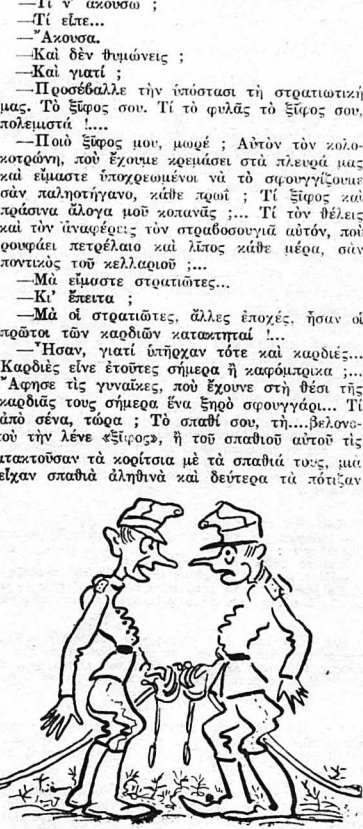 —Τί ν' ἀκούσω ;
—Τί εἶπε...
—Ἄκουσα.
—Καὶ δὲν θυμώνεις ;
—Καὶ γιατί ;
—Προσέβαλλε τὴν ὑπόστασι τὴ στρατιωτική
μας. Τὸ ξῖφος σου. Τί τὸ φυλᾶς τὸ ξῖφος σου,
πολεμιστά !....
—Ποιὸ ξῖφος μου, μωρέ ; Αὐτὸν τὸν κολο-
κοτρώνη, ποὺ ἔχουμε κρεμάσει στὰ πλευρά μας
καὶ εἴμαστε ὑποχρεωμένοι νὰ τὸ σφουγγίζουμε
σὰν παληοτήγανο, κάθε πρωΐ ; Τί ξῖφος καὶ
πράσινα ἄλογα μοῦ κοπανᾶς ;... Τί τὸν θέλεις
καὶ τὸν ἀναφέρεις τὸν στραβοσουγιᾶ αὐτόν, ποὺ
ρουφάει πετρέλαιο καὶ λίπος κάθε μέρα, σὰν
ποντικὸς τοῦ κελλαριοῦ ;...
—Μὰ εἴμαστε στρατιῶτες...
—Κι' ἔπειτα ;
—Μὰ οἱ στρατιῶτες, ἄλλες ἐποχές, ἦσαν οἱ
πρῶτοι τῶν καρδιῶν κατακτηταί !...
—Ἦσαν, γιατί ὑπῆρχαν τότε καὶ καρδιές...
Καρδιὲς εἶνε ἐτοῦτες σήμερα ἢ καφόμπρικα ;...
Ἄφησε τὶς γυναῖκες, ποὺ ἔχουνε στὴ θέσι τῆς
καρδιᾶς τους σήμερα ἕνα ξηρὸ σφουγγάρι... Τί
ἀπὸ σένα, τώρα ; Τὸ σπαθί σου, τὴ....βελονο-
ποὺ τὴν λένε «ξῖφος», ἢ τοῦ σπαθιοῦ αὐτοῦ τὶς
ατακτοῦσαν τὰ κορίτσια μὲ τὰ σπαθιά τους, μιὰ
εἶχαν σπαθιὰ ἀληθινὰ καὶ δεύτερα τὰ πότιζαν